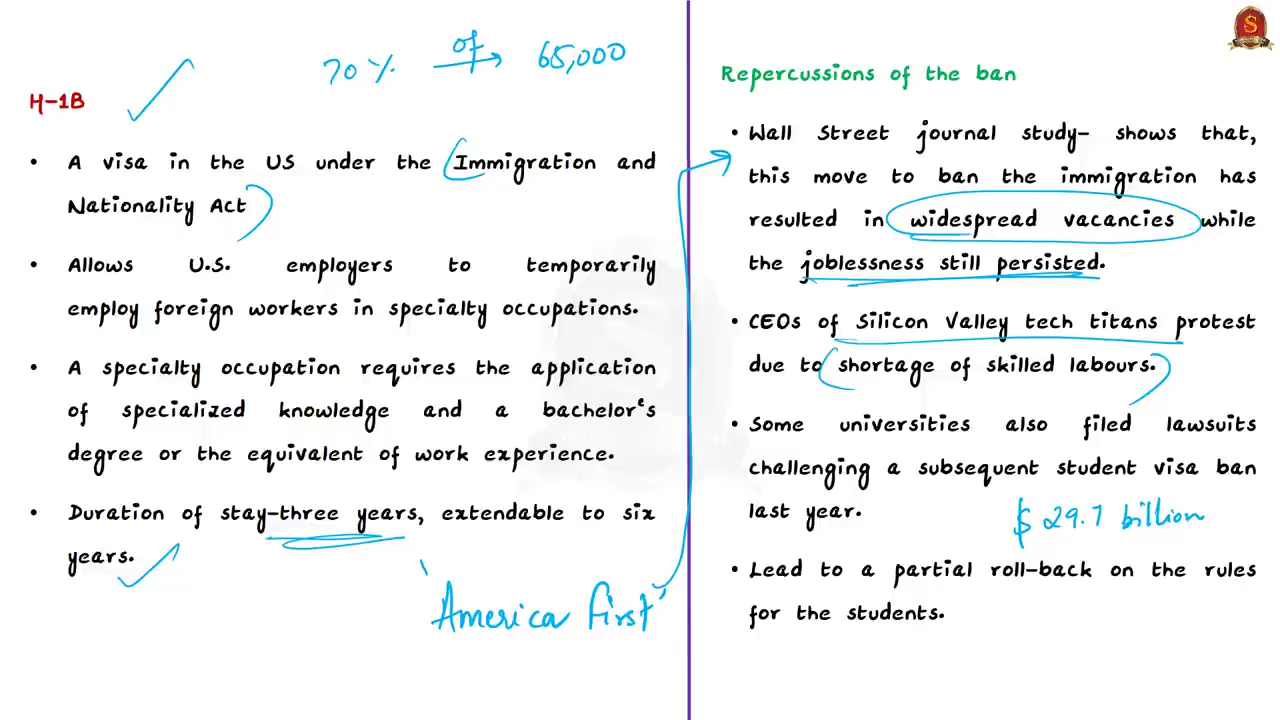 70% of 65,000
H-1B
• A visa in the US under the Immigration and
Nationality Act
• Allows U.S. employers to temporarily
employ foreign workers in specialty occupations.
• A specialty occupation requires the application
of specialized knowledge and a bachelor's
degree or the equivalent of work experience.
• Duration of stay-three years, extendable to six
years.
"America First"
Repercussions of the ban
• Wall Street journal study- shows that,
this move to ban the immigration has
resulted in widespread vacancies while
the joblessness still persisted.
• CEOs of Silicon Valley tech titans protest
due to shortage of skilled labours.
• Some universities also filed lawsuits
challenging a subsequent student visa ban
last year.
$ 29.7 billion
• Lead to a partial roll-back on the rules
for the students.